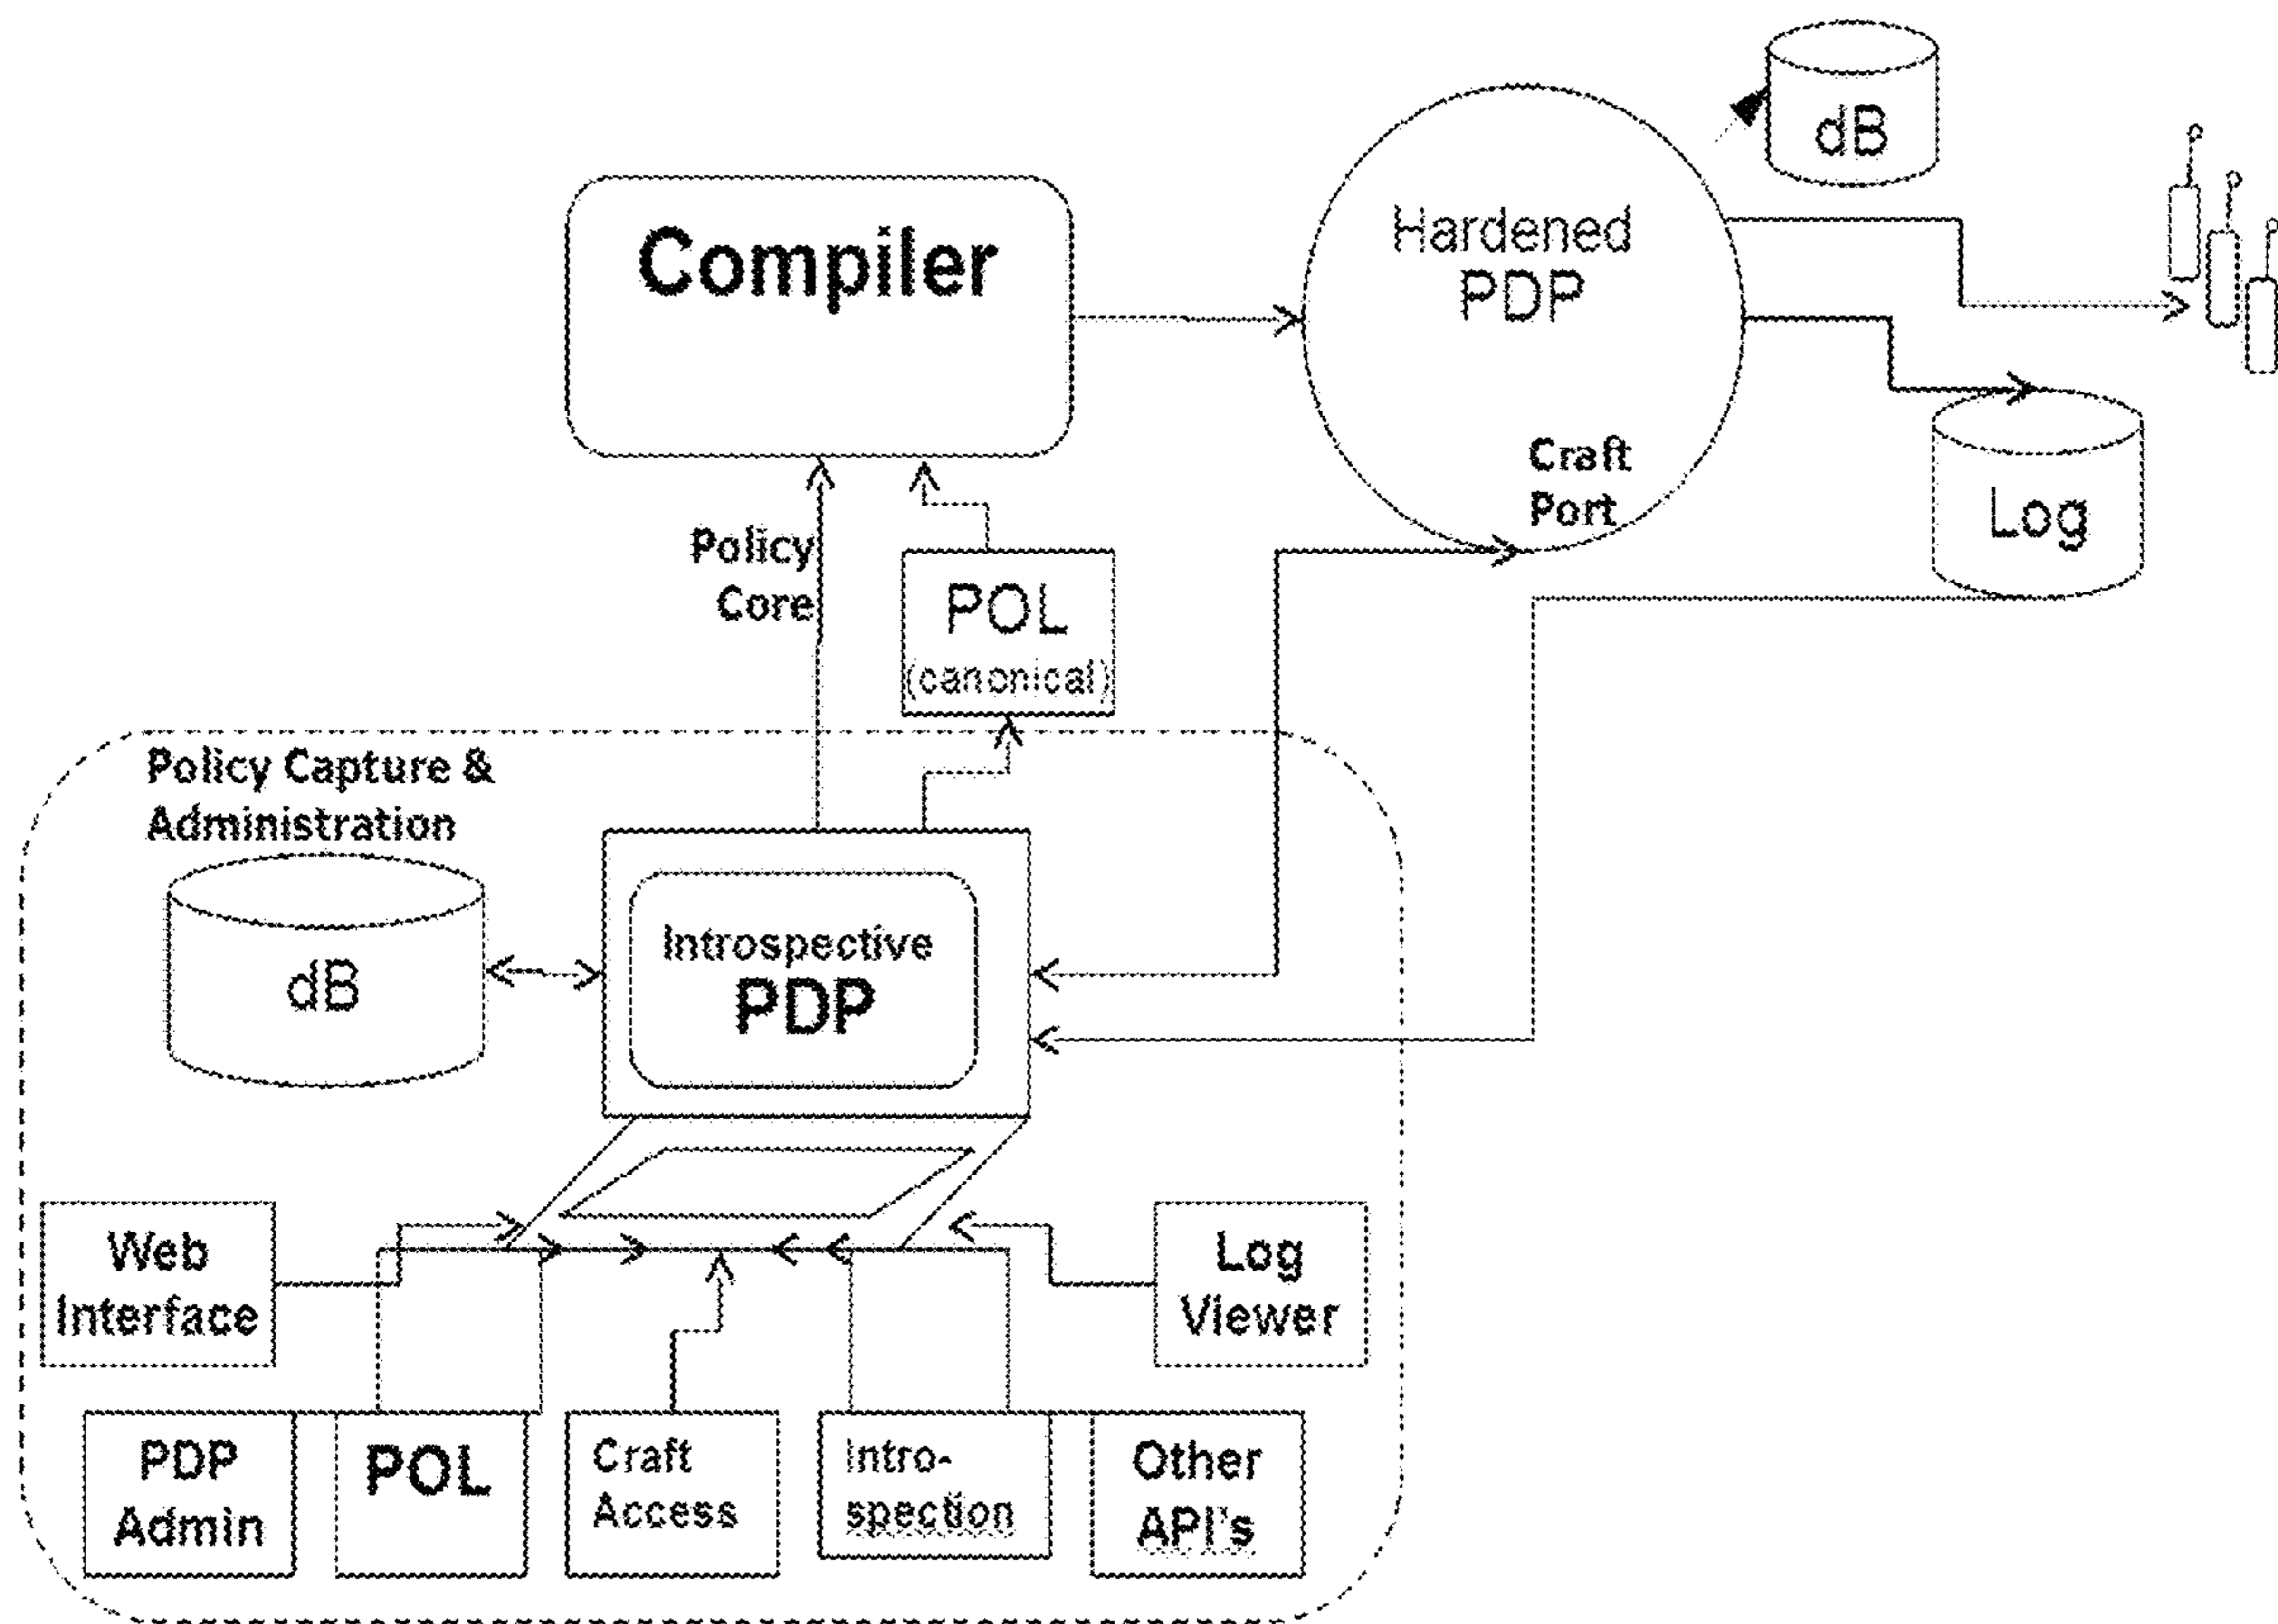 dB
Compiler
Hardened
PDP
Craft
Port
Log
Policy
Core
POL
(canonical)
Policy Capture &
Administration
dB
Introspective
PDP
Web
Interface
Log
Viewer
PDP
Admin
POL
Craft
Access
Intro-
spection
Other
API's